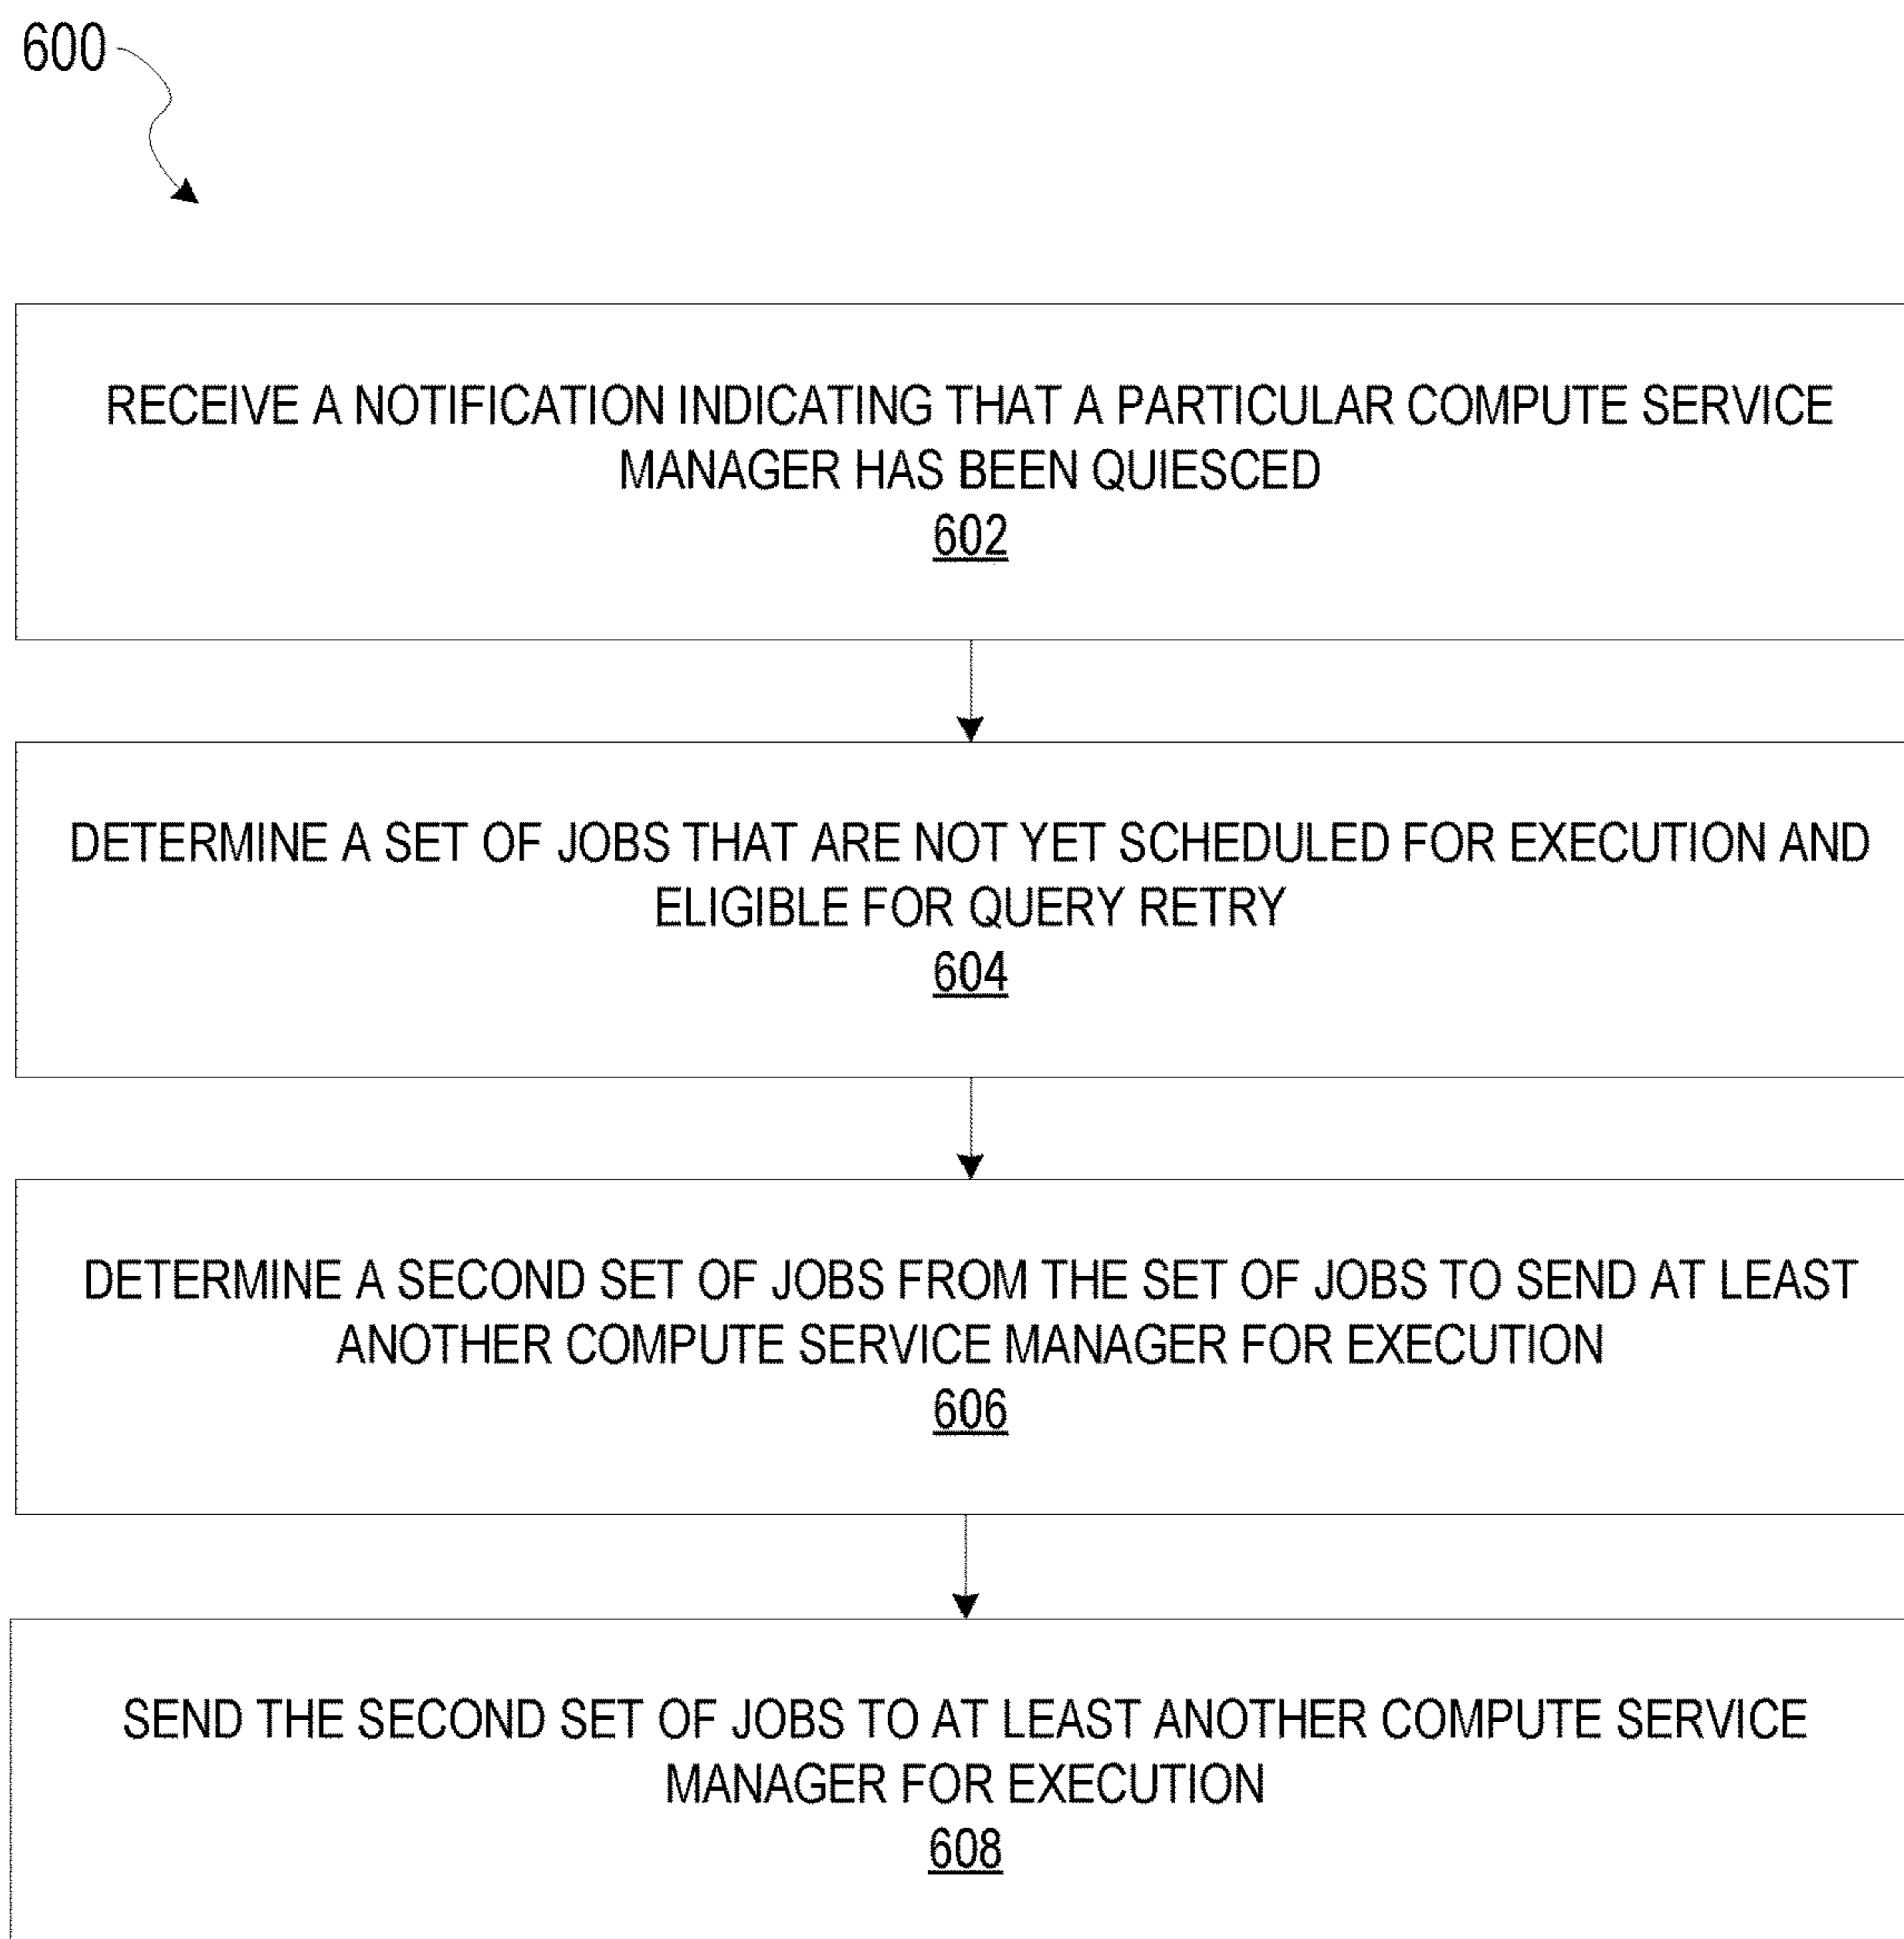 600
RECEIVE A NOTIFICATION INDICATING THAT A PARTICULAR COMPUTE SERVICE
MANAGER HAS BEEN QUIESCED
602
DETERMINE A SET OF JOBS THAT ARE NOT YET SCHEDULED FOR EXECUTION AND
ELIGIBLE FOR QUERY RETRY
604
DETERMINE A SECOND SET OF JOBS FROM THE SET OF JOBS TO SEND AT LEAST
ANOTHER COMPUTE SERVICE MANAGER FOR EXECUTION
606
SEND THE SECOND SET OF JOBS TO AT LEAST ANOTHER COMPUTE SERVICE
MANAGER FOR EXECUTION
608